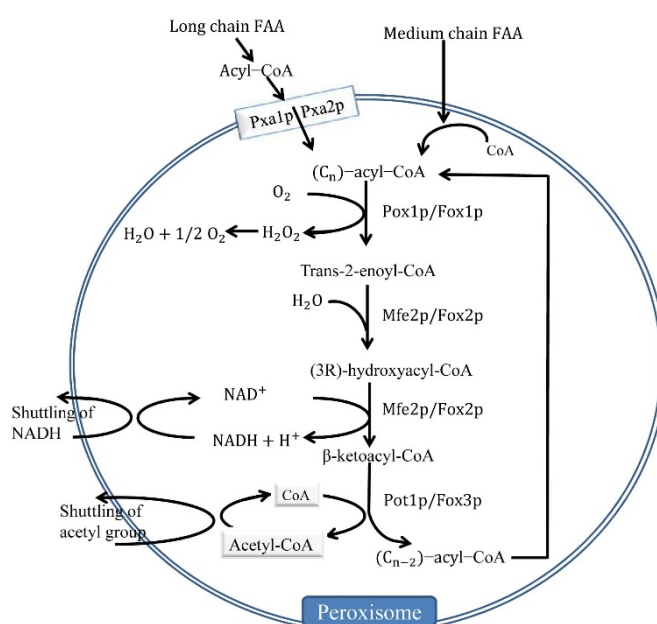 Long chain FAA
Medium chain FAA
Acyl−CoA
Pxa1p Pxa2p
CoA
(Cₙ)−acyl−CoA
O₂
Pox1p/Fox1p
H₂O + 1/2 O₂
H₂O₂
Trans-2-enoyl-CoA
H₂O
Mfe2p/Fox2p
(3R)-hydroxyacyl-CoA
NAD⁺
Mfe2p/Fox2p
Shuttling of
NADH
NADH + H⁺
β-ketoacyl-CoA
CoA
Pot1p/Fox3p
Shuttling of
acetyl group
Acetyl-CoA
(Cₙ₋₂)−acyl−CoA
Peroxisome